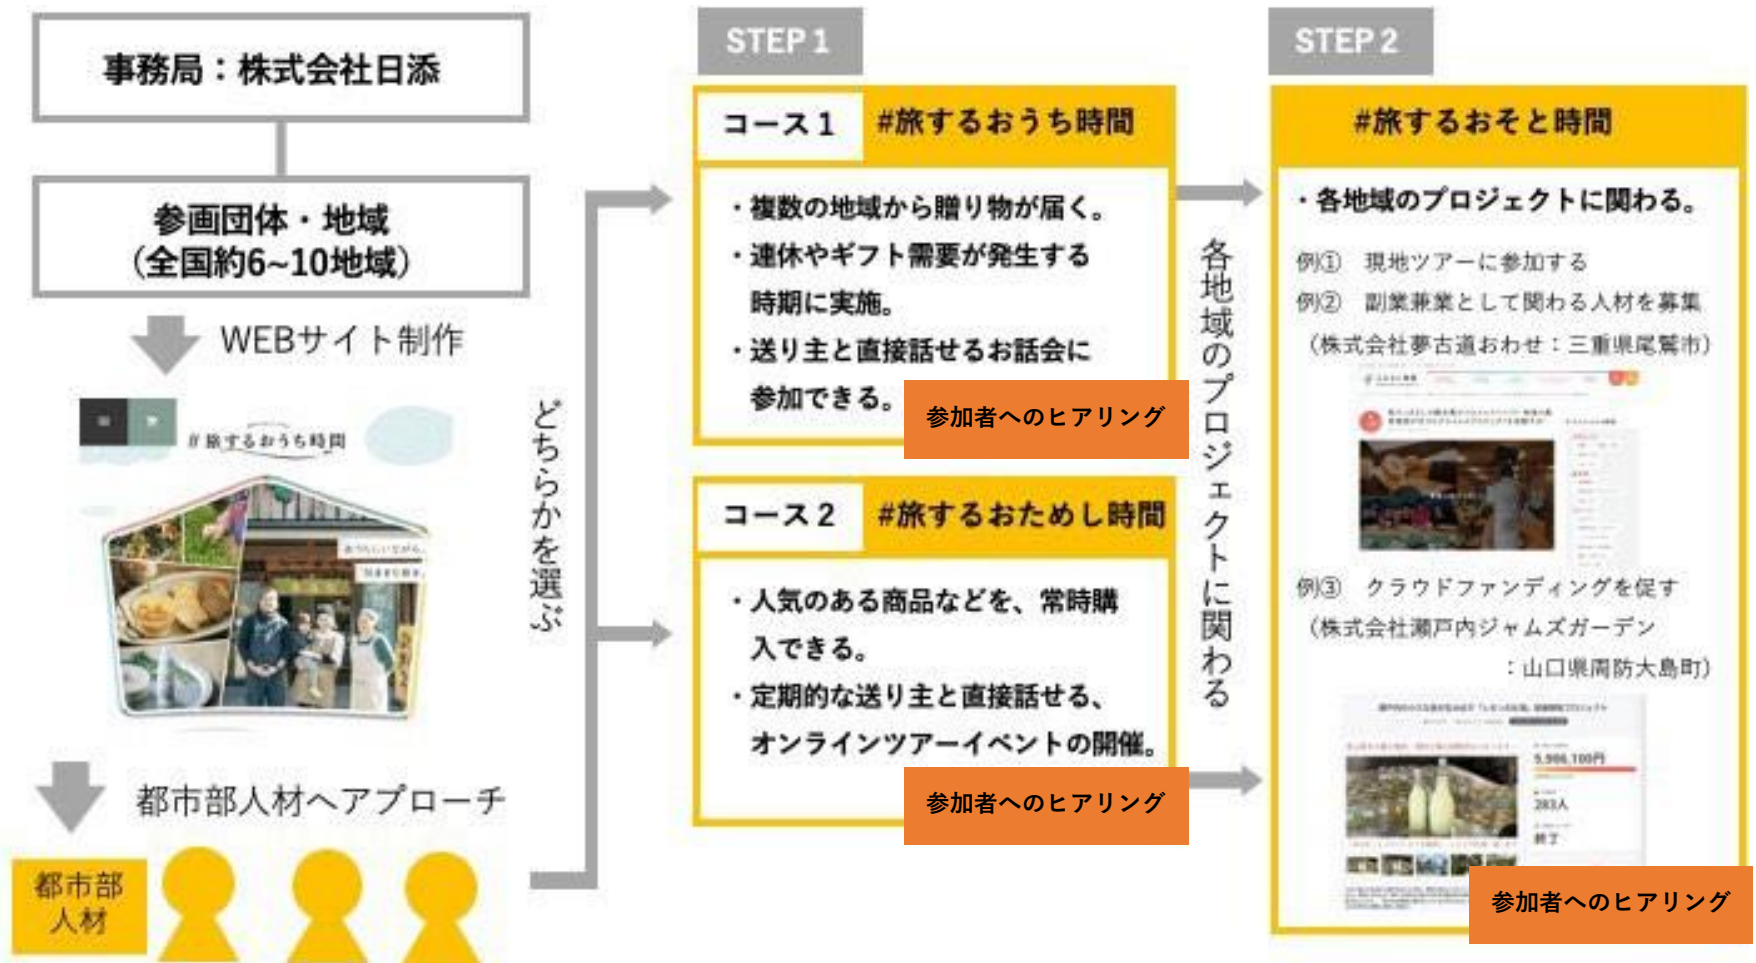 事務局：株式会社日添
参画団体・地域
（全国約6~10地域）
WEBサイト制作
#旅するおうち時間
都市部人材へアプローチ
都市部
人材
どちらかを選ぶ
STEP 1
コース 1
#旅するおうち時間
・複数の地域から贈り物が届く。
・連休やギフト需要が発生する
時期に実施。
・送り主と直接話せるお話会に
参加できる。
参加者へのヒアリング
コース 2
#旅するおためし時間
・人気のある商品などを、常時購
入できる。
・定期的な送り主と直接話せる、
オンラインツアーイベントの開催。
参加者へのヒアリング
各地域のプロジェクトに関わる
STEP 2
#旅するおそと時間
・各地域のプロジェクトに関わる。
例①　現地ツアーに参加する
例②　副業兼業として関わる人材を募集
（株式会社夢古道おわせ：三重県尾鷲市）
例③　クラウドファンディングを促す
（株式会社瀬戸内ジャムズガーデン
：山口県周防大島町）
283人
終了
参加者へのヒアリング